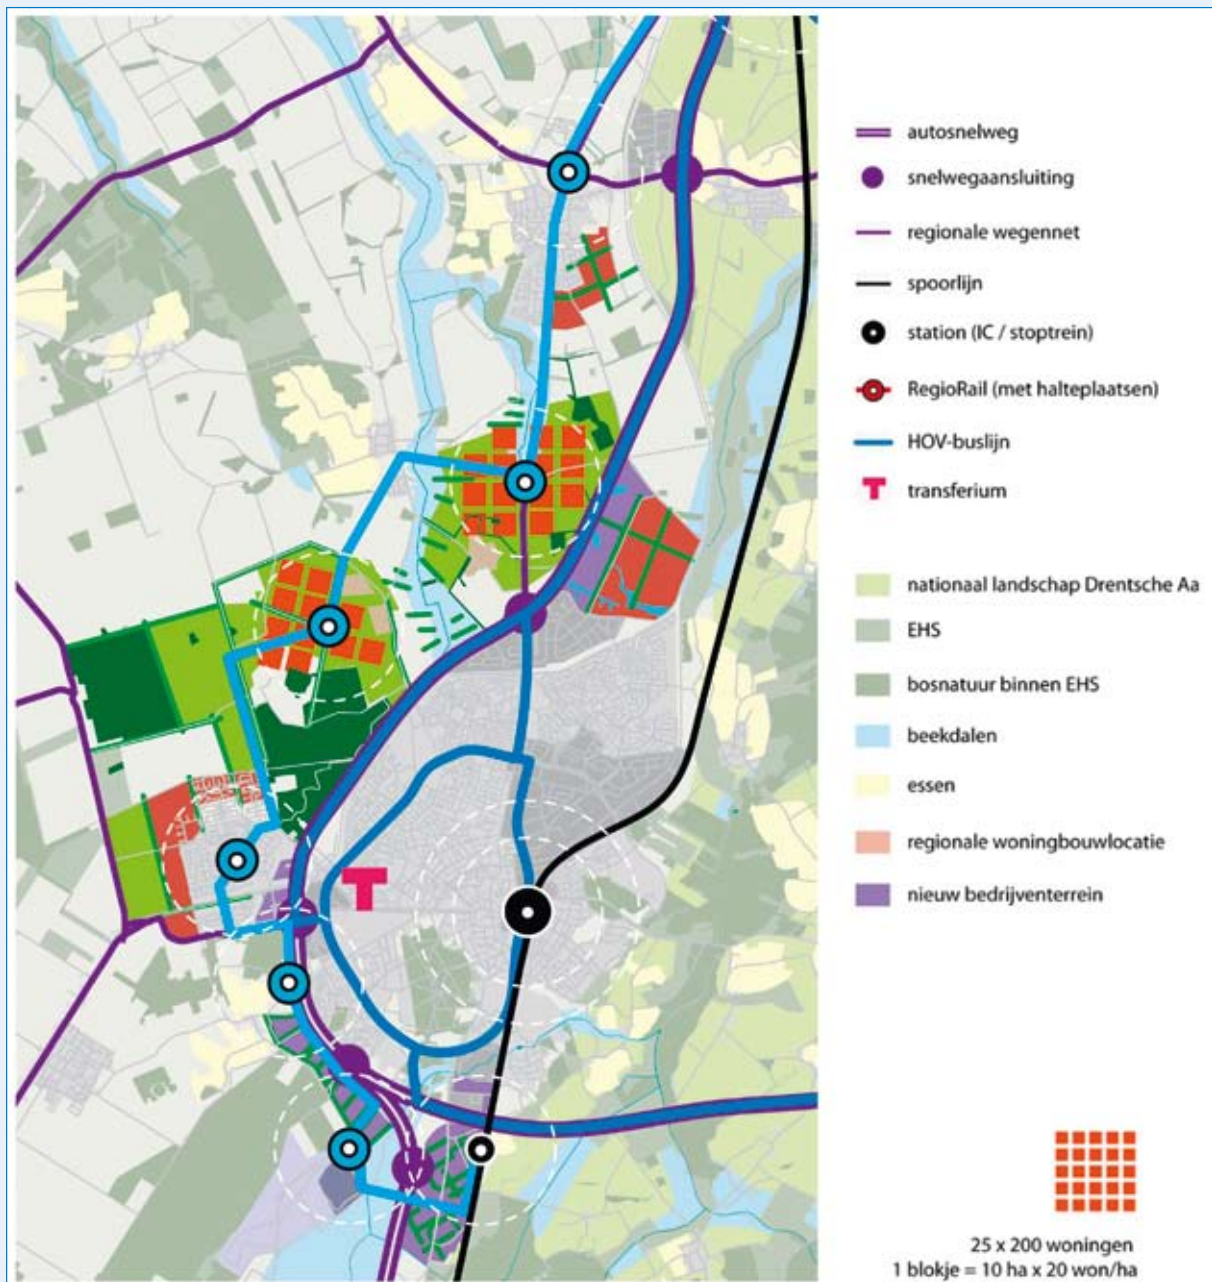 autosnelweg
snelwegaansluiting
regionale wegennet
spoorlijn
station (IC / stoptrein)
RegioRail (met halteplaatsen)
HOV-buslijn
transferium
nationaal landschap Drentsche Aa
EHS
bosnatuur binnen EHS
beekdalen
essen
regionale woningbouwlocatie
nieuw bedrijventerrein
25 x 200 woningen
1 blokje = 10 ha x 20 won/ha